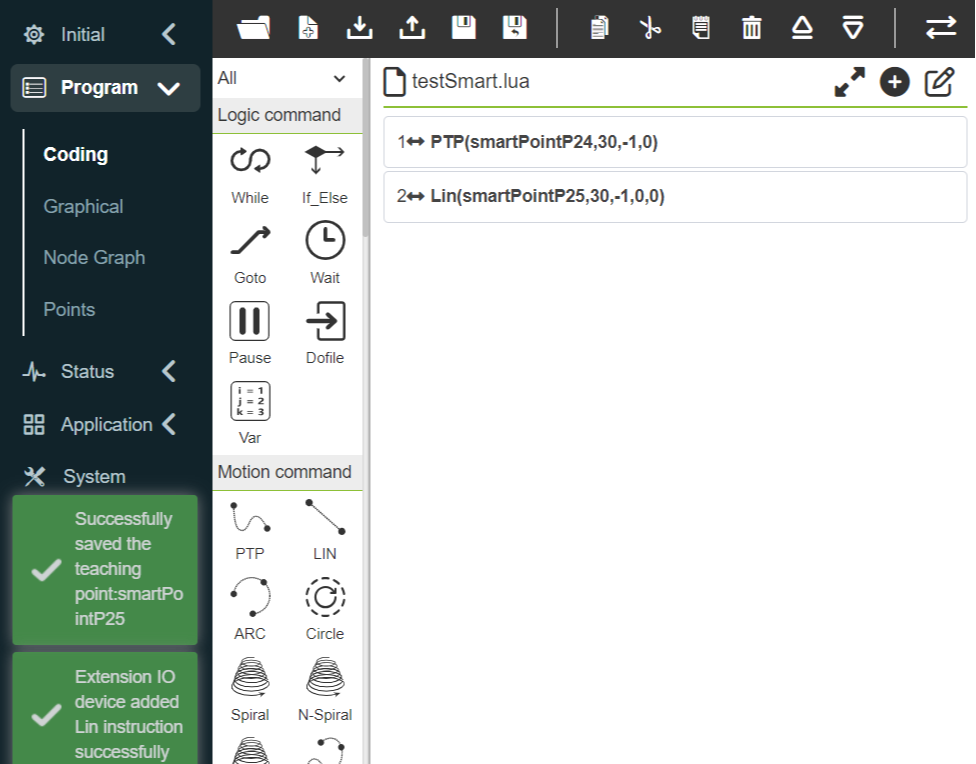 Initial
Program
Coding
Graphical
Node Graph
Points
Status
Application
System
Successfully
saved the
teaching
point:smartPo
intP25
Extension IO
device added
Lin instruction
successfully
All
Logic command
While
If_Else
Goto
Wait
Pause
Dofile
i = 1
j = 2
k = 3
Var
Motion command
PTP
LIN
ARC
Circle
Spiral
N-Spiral
testSmart.lua
1 PTP(smartPointP24,30,-1,0)
2 Lin(smartPointP25,30,-1,0,0)